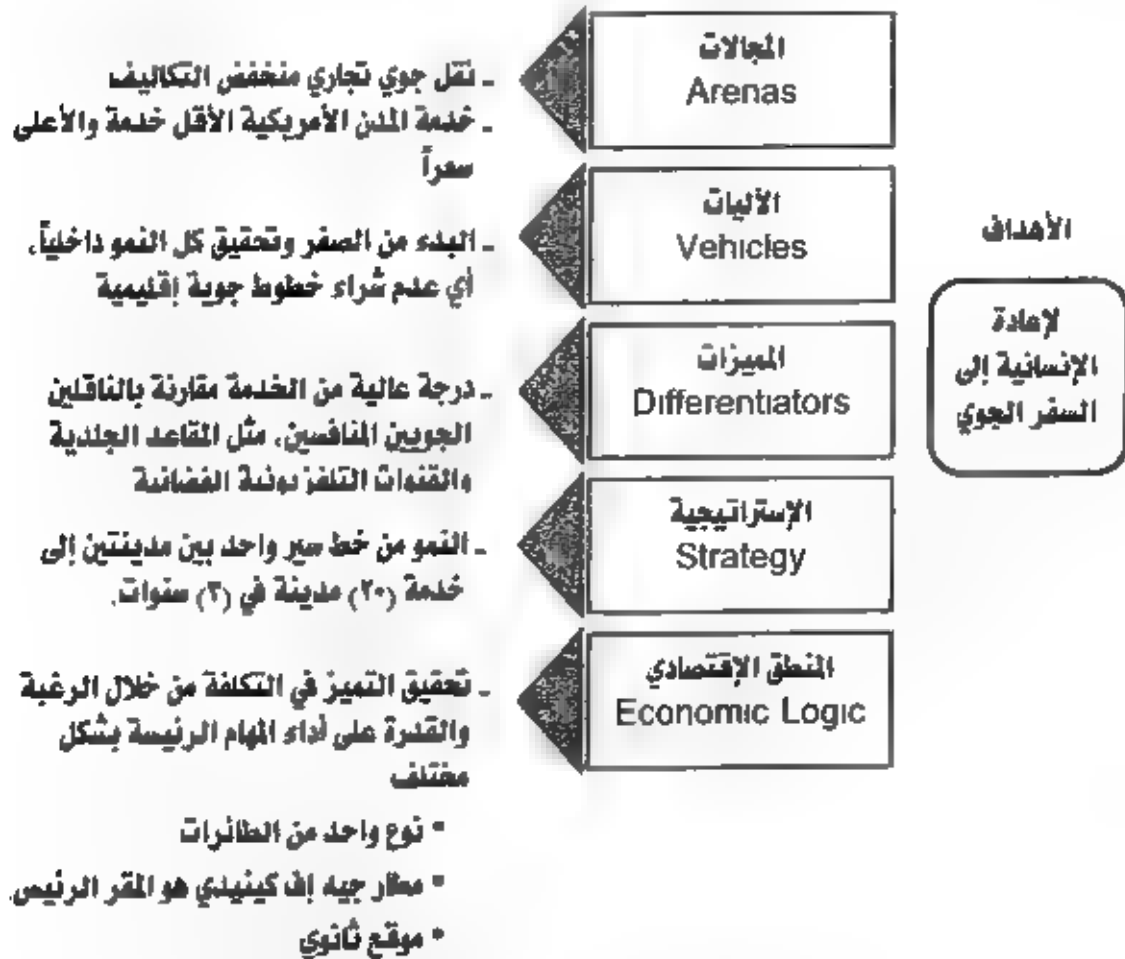 المجالات
Arenas
ـ نقل جوي تجاري منخفض التكاليف
ـ خدمة المدن الأمريكية الأقل خدمة والأعلى
سعراً
الأليات
Vehicles
ـ البدء من الصفر وتحقيق كل النمو داخلياً،
أي عدم شراء خطوط جوية إقليمية
الأهداف
لإعادة
الإنسانية إلى
السفر الجوي
المميزات
Differentiators
ـ درجة عالية من الخدمة مقارنة بالناقلين
الجويين المنافسين، مثل المقاعد الجلدية
والقنوات التلفزيونية الفضائية
الإستراتيجية
Strategy
ـ النمو من خط سير واحد بين مدينتين إلى
خدمة (٢٠) مدينة في (٣) سنوات.
المنطق الإقتصادي
Economic Logic
ـ تحقيق التميز في التكلفة من خلال الرغبة
والقدرة على أداء المهام الرئيسة بشكل
مختلف
* نوع واحد من الطائرات
* مطار جيه إف كينيدي هو المقر الرئيس.
* موقع ثانوي